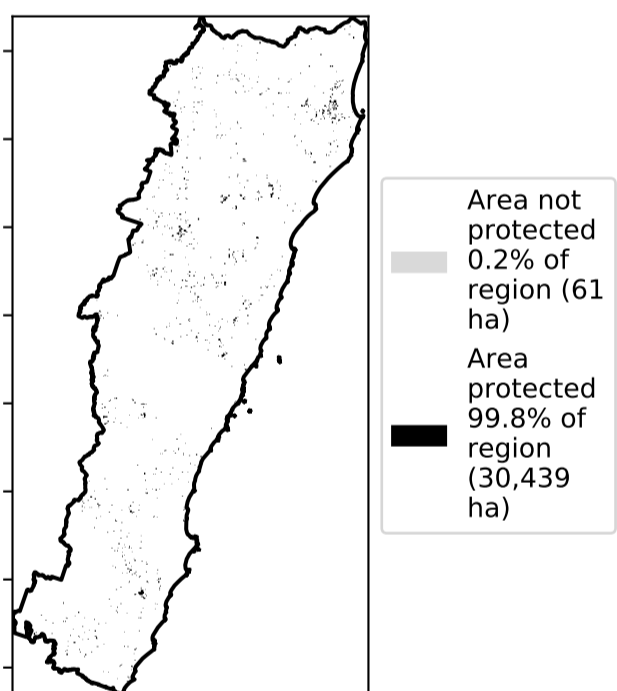 Area not
protected
0.2% of
region (61
ha)
Area
protected
99.8% of
region
(30,439
ha)